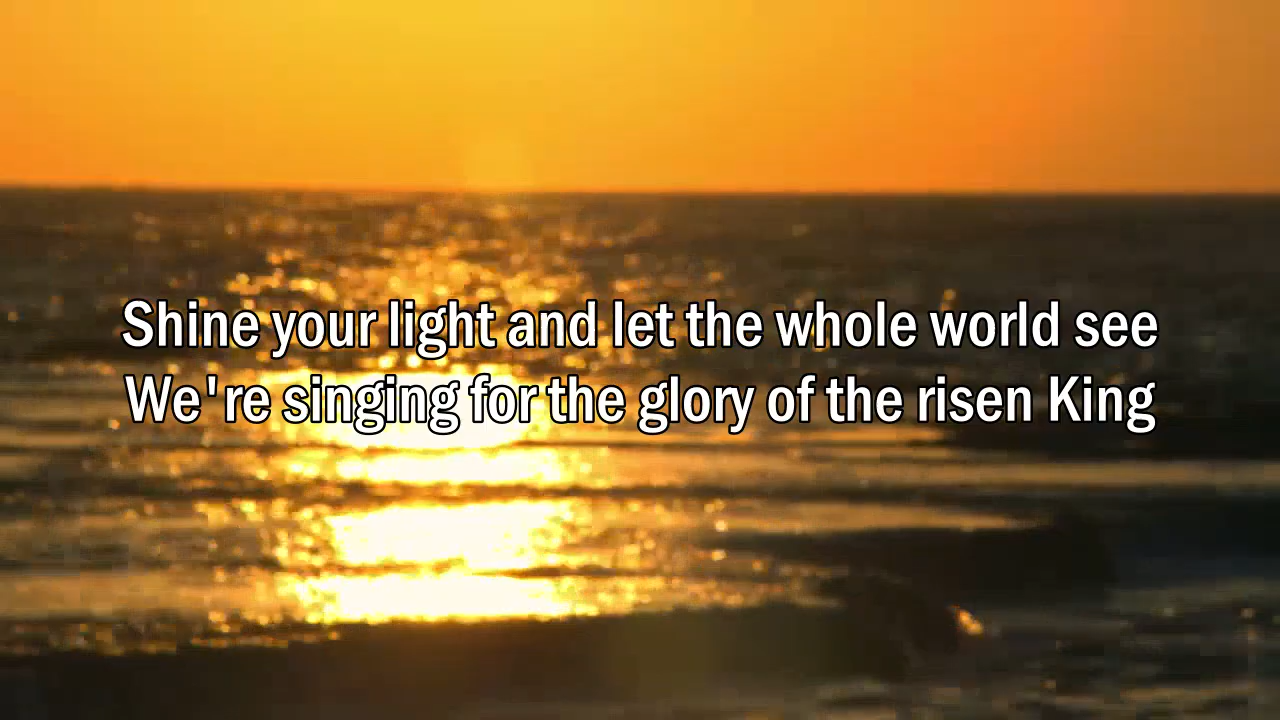 Shine your light and let the whole world see
We're singing for the glory of the risen King